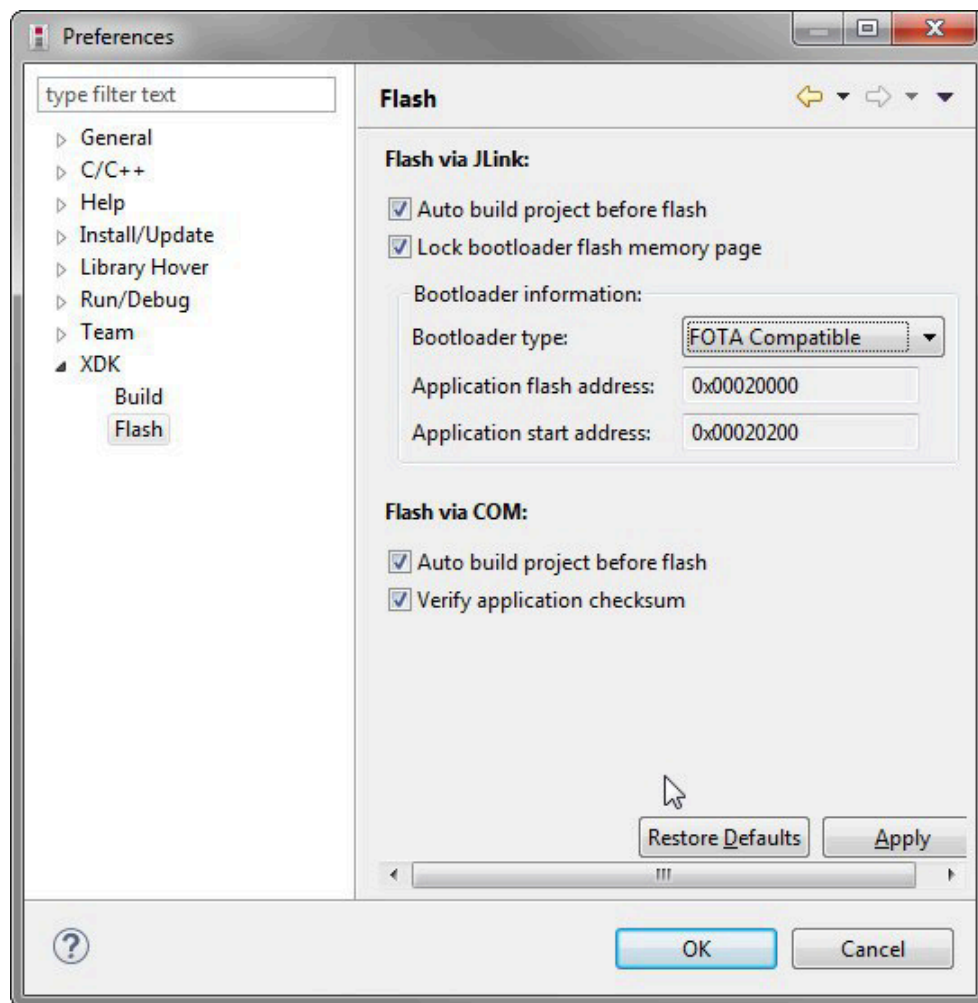 Preferences
type filter text
General
C/C++
Help
Install/Update
Library Hover
Run/Debug
Team
XDK
Build
Flash
Flash
Flash via JLink:
Auto build project before flash
Lock bootloader flash memory page
Bootloader information:
Bootloader type: FOTA Compatible
Application flash address: 0x00020000
Application start address: 0x00020200
Flash via COM:
Auto build project before flash
Verify application checksum
Restore Defaults Apply
OK Cancel